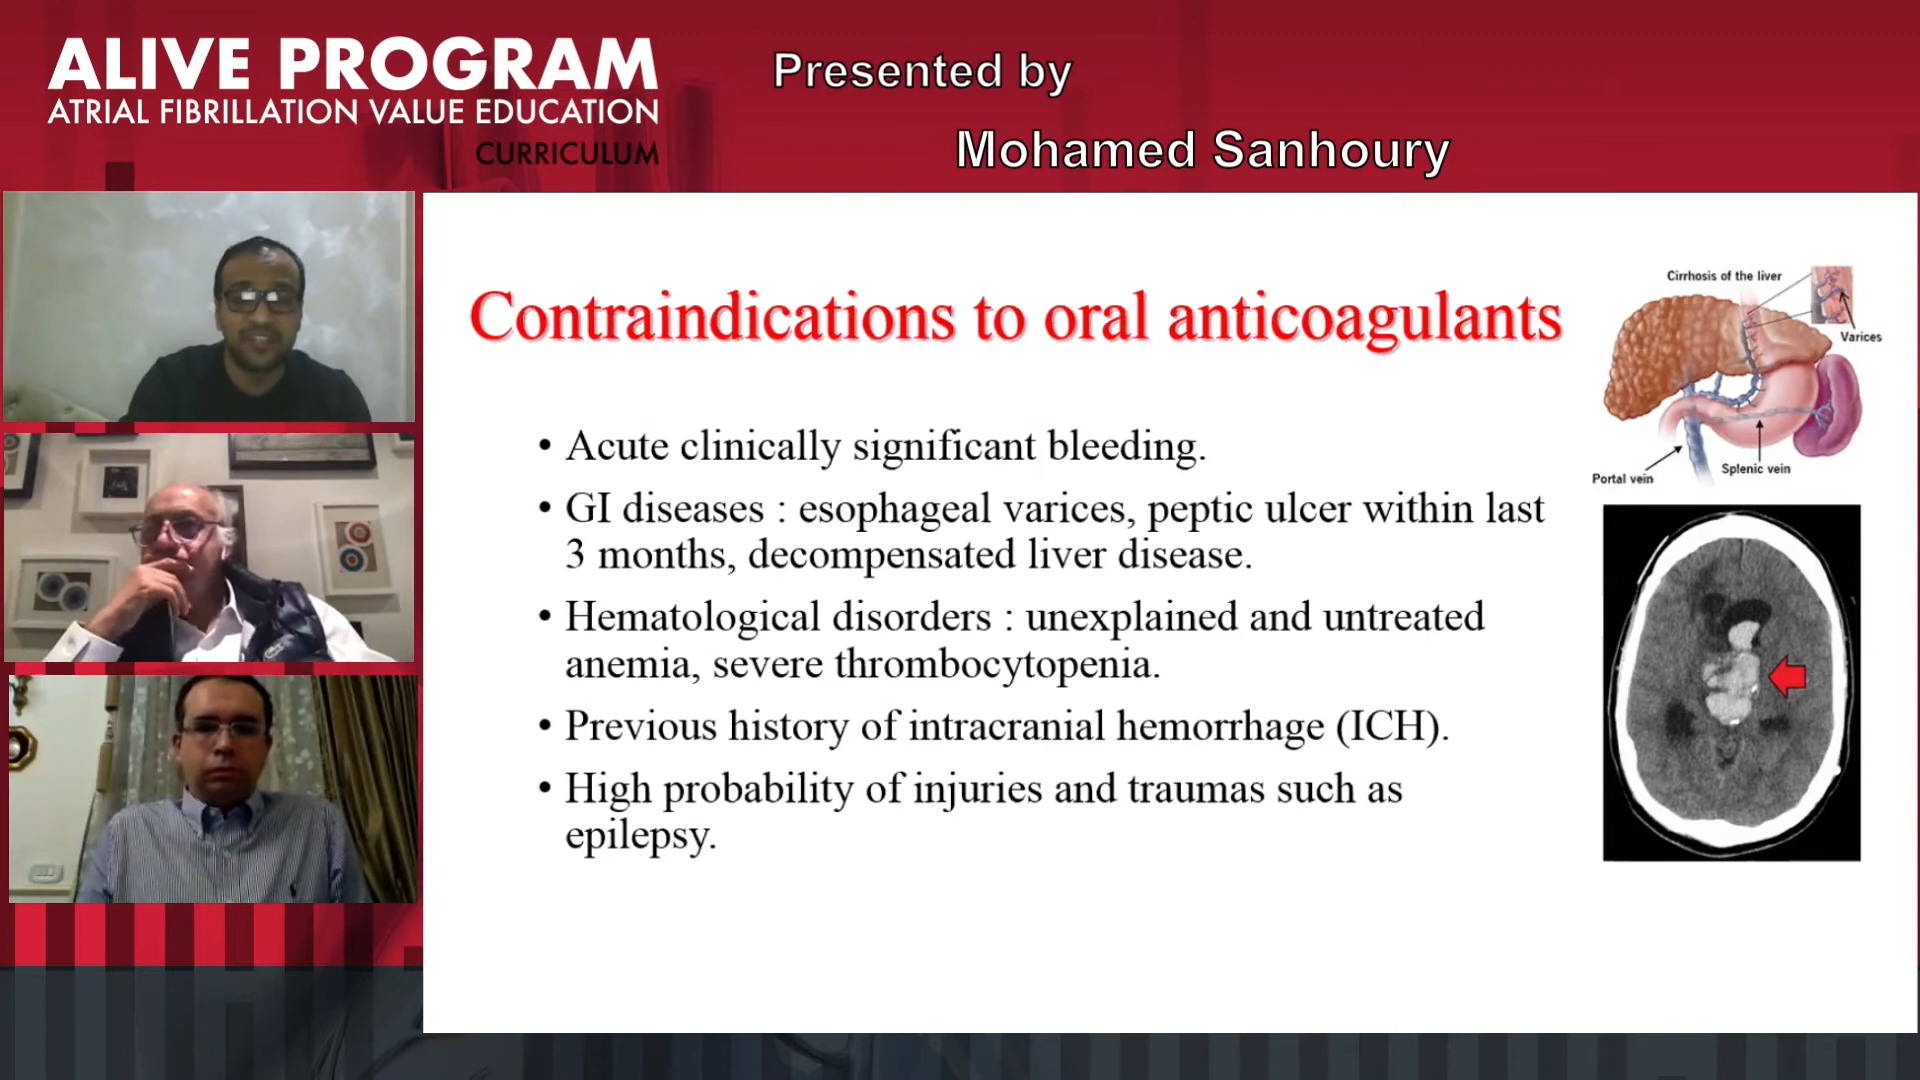 ALIVE PROGRAM
ATRIAL FIBRILLATION VALUE EDUCATION
CURRICULUM
Presented by
Mohamed Sanhoury
Contraindications to oral anticoagulants
• Acute clinically significant bleeding.
• GI diseases : esophageal varices, peptic ulcer within last
3 months, decompensated liver disease.
• Hematological disorders : unexplained and untreated
anemia, severe thrombocytopenia.
• Previous history of intracranial hemorrhage (ICH).
• High probability of injuries and traumas such as
epilepsy.
Cirrhosis of the liver
Varices
Splenic vein
Portal vein